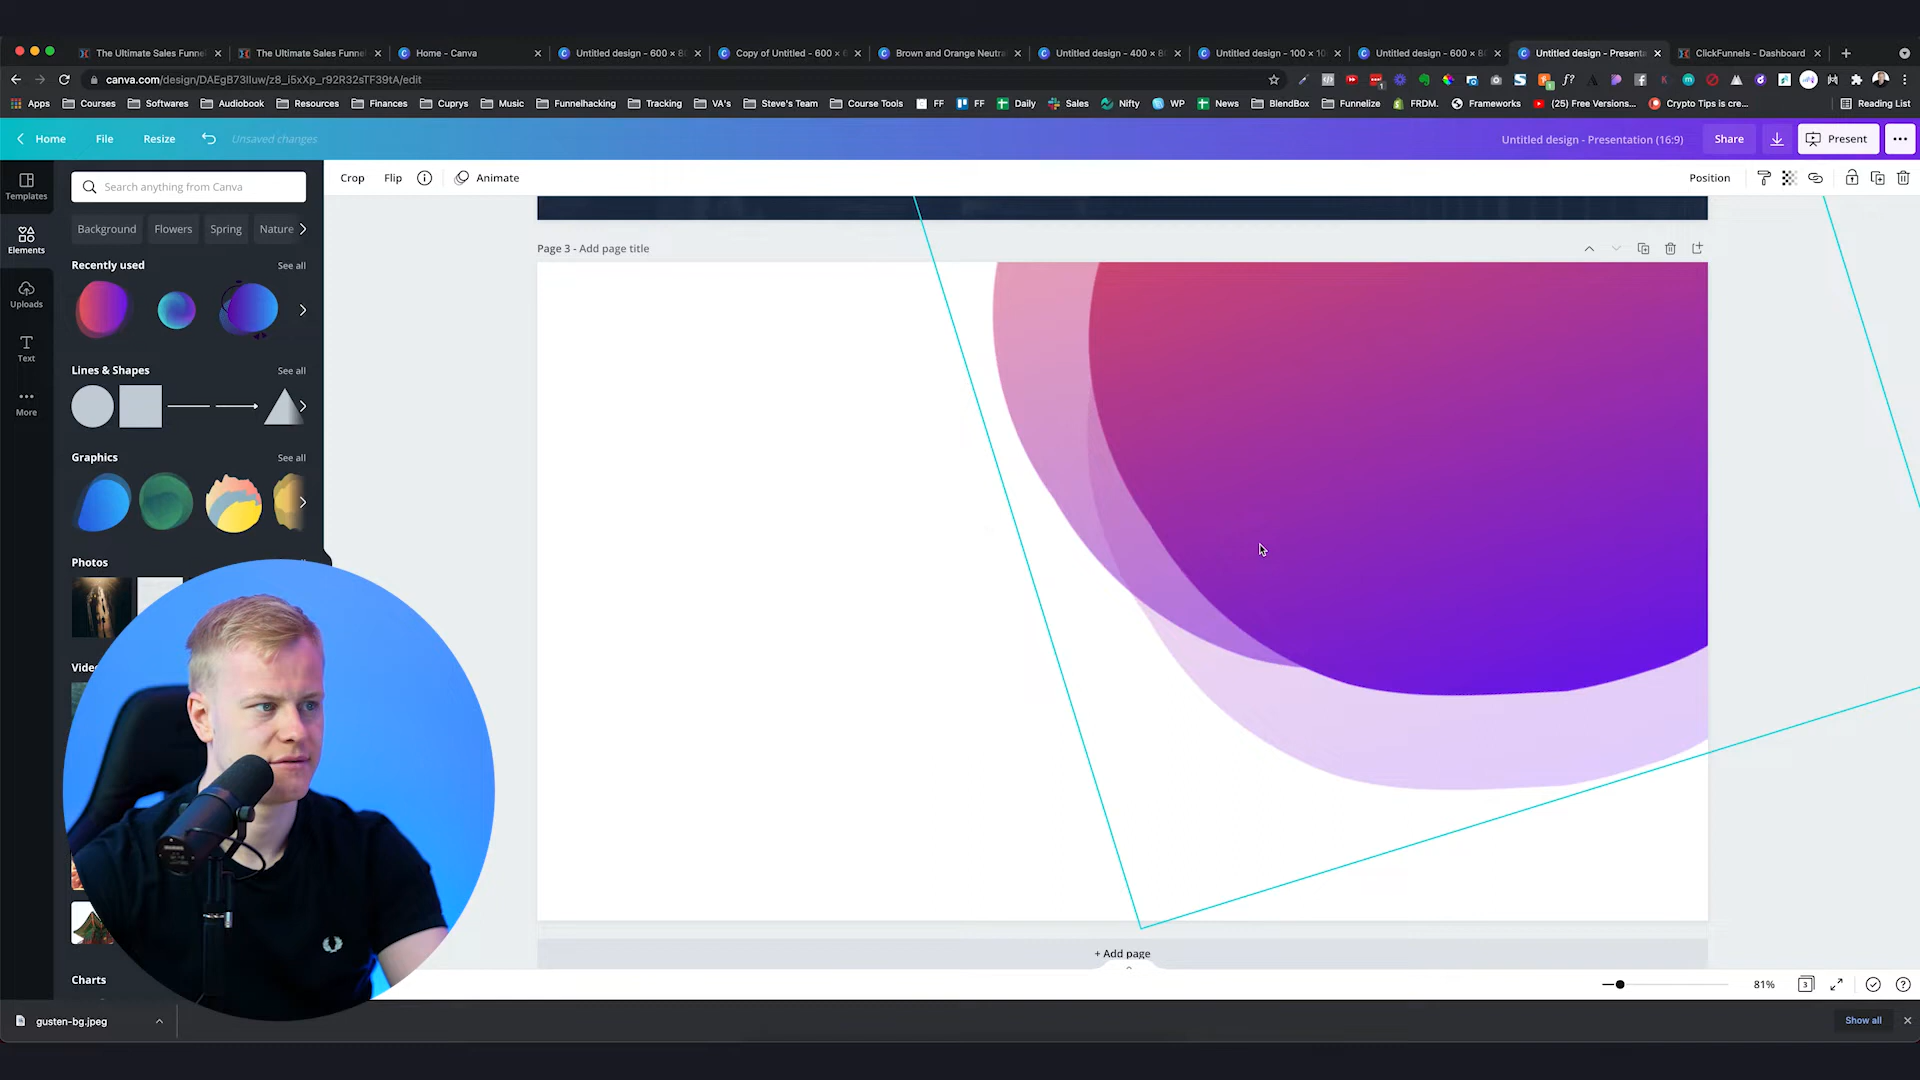 The Ultimate Sales Funne
The Ultimate Sales Funne
Home - Canva
Untitled design - 600 × 8
Copy of Untitled - 600 × 6
Brown and Orange Neutra
Untitled design - 400 × 8
Untitled design - 100 × 10
Untitled design - 600 × 8
Untitled design - Presenta
ClickFunnels - Dashboard
canva.com/design/DAEgB73lIuw/z8_i5xXp_r92R32sTF39tA/edit
Apps
Courses
Softwares
Audiobook
Resources
Finances
Cuprys
Music
Funnelhacking
Tracking
VA's
Steve's Team
Course Tools
FF
FF
Daily
Sales
Nifty
WP
News
BlendBox
Funnelize
FRDM.
Frameworks
(25) Free Versions...
Crypto Tips is cre...
Reading List
Home
File
Resize
Unsaved changes
Untitled design - Presentation (16:9)
Share
Present
Templates
Elements
Uploads
Text
More
Search anything from Canva
Background
Flowers
Spring
Nature
Recently used
See all
Lines & Shapes
See all
Graphics
See all
Photos
Vide
Charts
Crop
Flip
Animate
Position
Page 3 - Add page title
+ Add page
81%
3
gusten-bg.jpeg
Show all